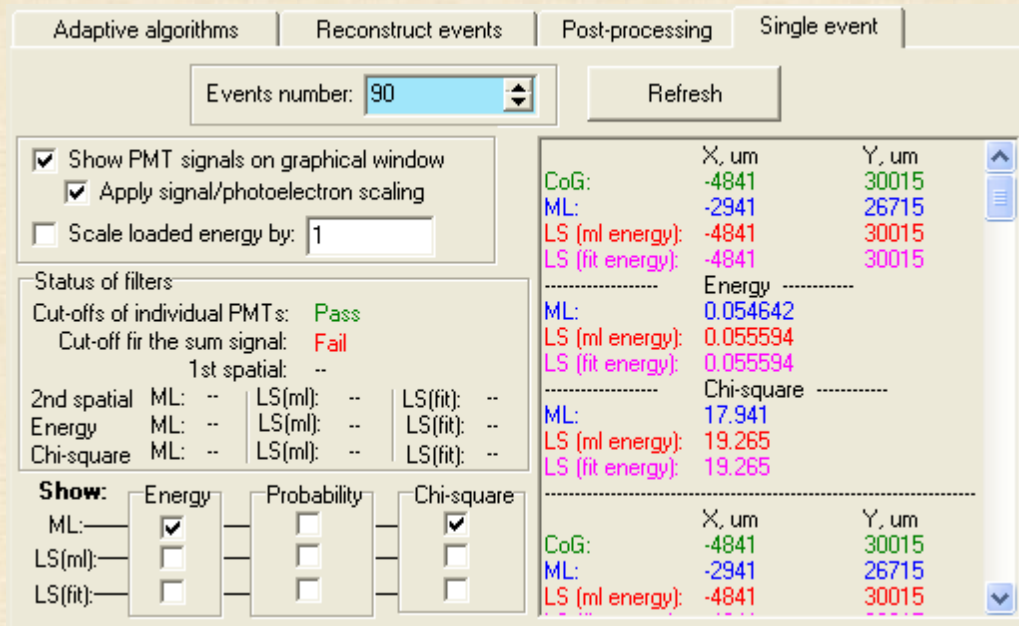 Adaptive algorithms Reconstruct events Post-processing Single event
Events number: 90 Refresh
Show PMT signals on graphical window
Apply signal/photoelectron scaling
Scale loaded energy by: 1
Status of filters
Cut-offs of individual PMTs: Pass
Cut-off fir the sum signal: Fail
1st spatial: --
2nd spatial ML: -- LS(ml): -- LS(fit): --
Energy ML: -- LS(ml): -- LS(fit): --
Chi-square ML: -- LS(ml): -- LS(fit): --
Show: Energy Probability Chi-square
ML:
LS(ml):
LS(fit):
X, um Y, um
CoG: -4841 30015
ML: -2941 26715
LS (ml energy): -4841 30015
LS (fit energy): -4841 30015
------------------ Energy -----------
ML: 0.054642
LS (ml energy): 0.055594
LS (fit energy): 0.055594
------------------ Chi-square -----------
ML: 17.941
LS (ml energy): 19.265
LS (fit energy): 19.265
----------------------------------------------------------------------
X, um Y, um
CoG: -4841 30015
ML: -2941 26715
LS (ml energy): -4841 30015